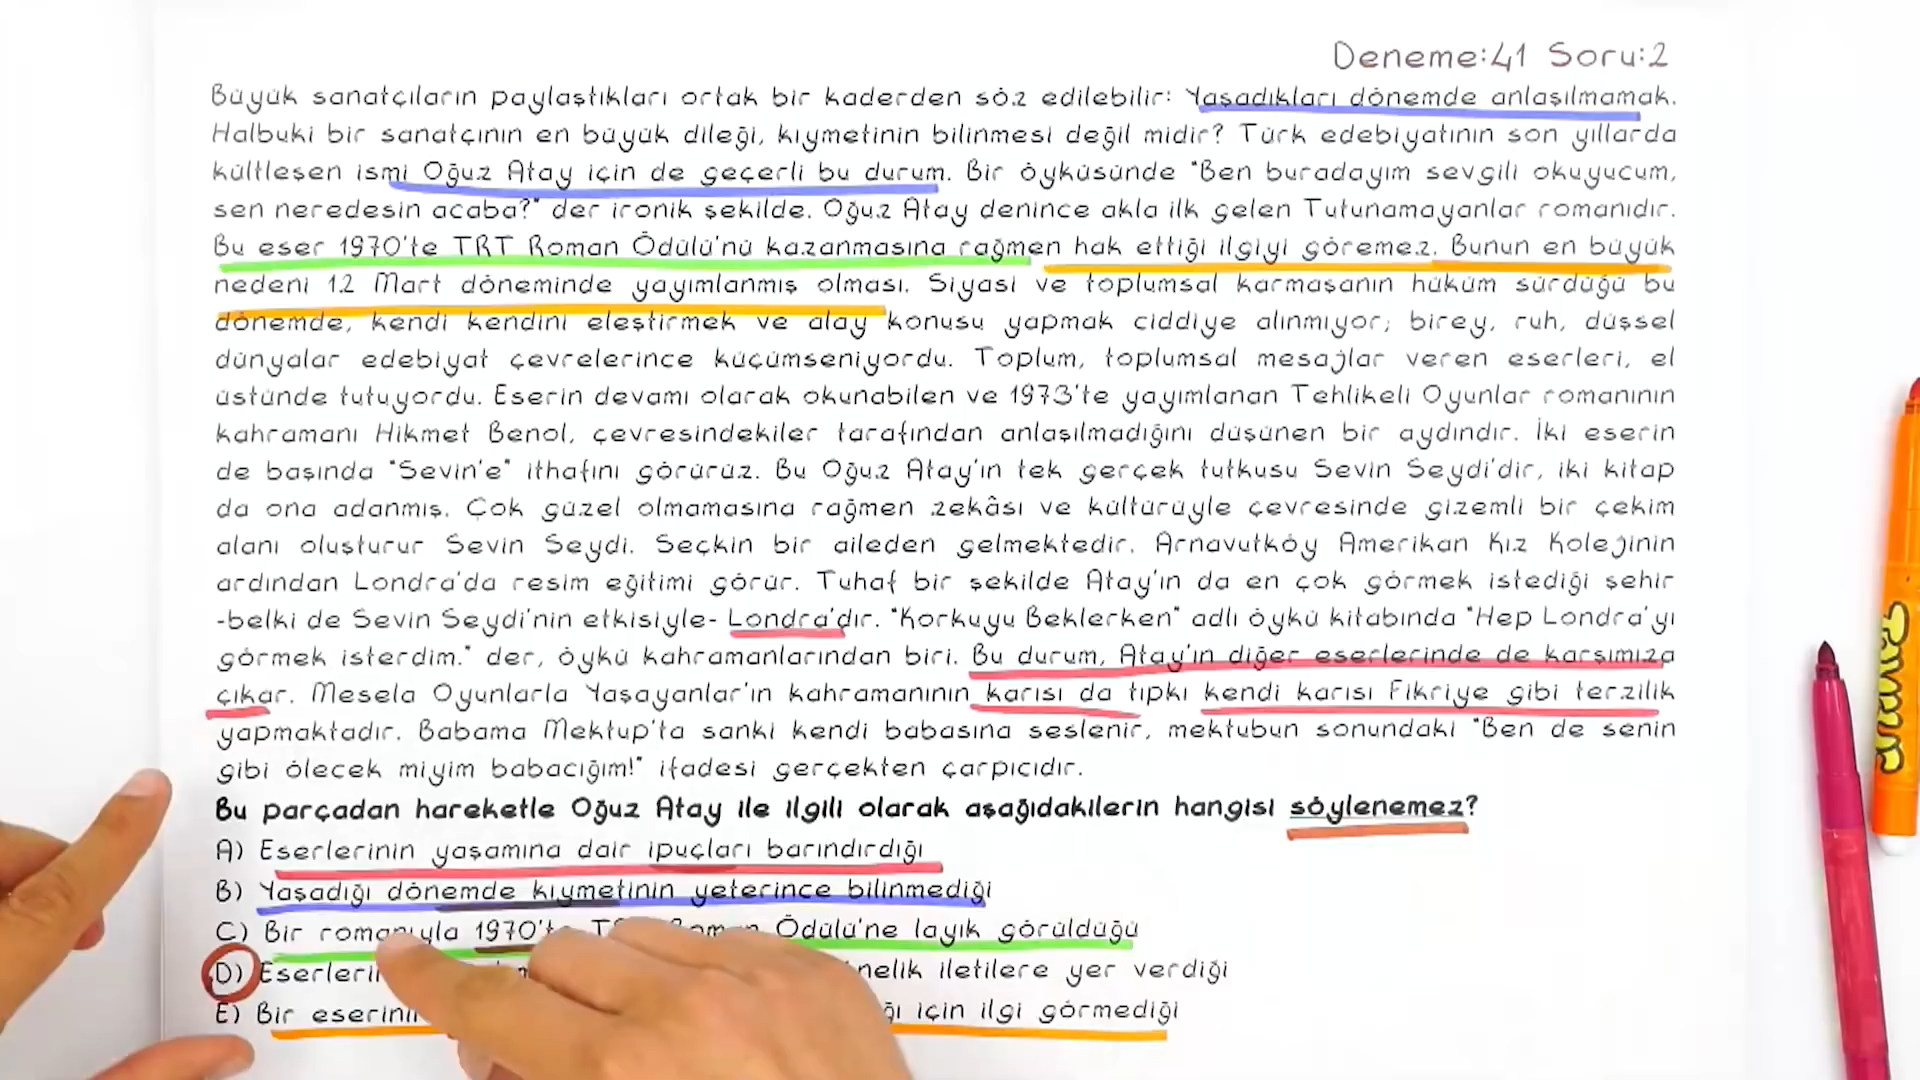 Deneme:41 Soru:2
Büyük sanatçıların paylaştıkları ortak bir kaderden söz edilebilir: Yaşadıkları dönemde anlaşılmamak.
Halbuki bir sanatçının en büyük dileği, kıymetinin bilinmesi değil midir? Türk edebiyatının son yıllarda
kültleşen ismi Oğuz Atay için de geçerli bu durum. Bir öyküsünde "Ben buradayım sevgili okuyucum,
sen neredesin acaba?" der ironik şekilde. Oğuz Atay denince akla ilk gelen Tutunamayanlar romanıdır.
Bu eser 1970'te TRT Roman Ödülü'nü kazanmasına rağmen hak ettiği ilgiyi göremez. Bunun en büyük
nedeni 12 Mart döneminde yayımlanmış olması. Siyasi ve toplumsal karmaşanın hüküm sürdüğü bu
dönemde, kendi kendini eleştirmek ve alay konusu yapmak ciddiye alınmıyor; birey, ruh, düşsel
dünyalar edebiyat çevrelerince küçümseniyordu. Toplum, toplumsal mesajlar veren eserleri, el
üstünde tutuyordu. Eserin devamı olarak okunabilen ve 1973'te yayımlanan Tehlikeli Oyunlar romanının
kahramanı Hikmet Benol, çevresindekiler tarafından anlaşılmadığını düşünen bir aydındır. İki eserin
de başında "Sevin'e" ithafını görürüz. Bu Oğuz Atay'ın tek gerçek tutkusu Sevin Seydi'dir, iki kitap
da ona adanmış. Çok güzel olmamasına rağmen zekâsı ve kültürüyle çevresinde gizemli bir çekim
alanı oluşturur Sevin Seydi. Seçkin bir aileden gelmektedir. Arnavutköy Amerikan Kız Kolejinin
ardından Londra'da resim eğitimi görür. Tuhaf bir şekilde Atay'ın da en çok görmek istediği şehir
-belki de Sevin Seydi'nin etkisiyle- Londra'dır. "Korkuyu Beklerken" adlı öykü kitabında "Hep Londra'yı
görmek isterdim." der, öykü kahramanlarından biri. Bu durum, Atay'ın diğer eserlerinde de karşımıza
çıkar. Mesela Oyunlarla Yaşayanlar'ın kahramanının karısı da tıpkı kendi karısı Fikriye gibi terzilik
yapmaktadır. Babama Mektup'ta sanki kendi babasına seslenir, mektubun sonundaki "Ben de senin
gibi ölecek miyim babacığım!" ifadesi gerçekten çarpıcıdır.
Bu parçadan hareketle Oğuz Atay ile ilgili olarak aşağıdakilerin hangisi söylenemez?
A) Eserlerinin yaşamına dair ipuçları barındırdığı
B) Yaşadığı dönemde kıymetinin yeterince bilinmediği
C) Bir romanıyla 1970'te Roman Ödülü'ne layık görüldüğü
D) iletilere yer verdiği
E) Bir için ilgi görmediği